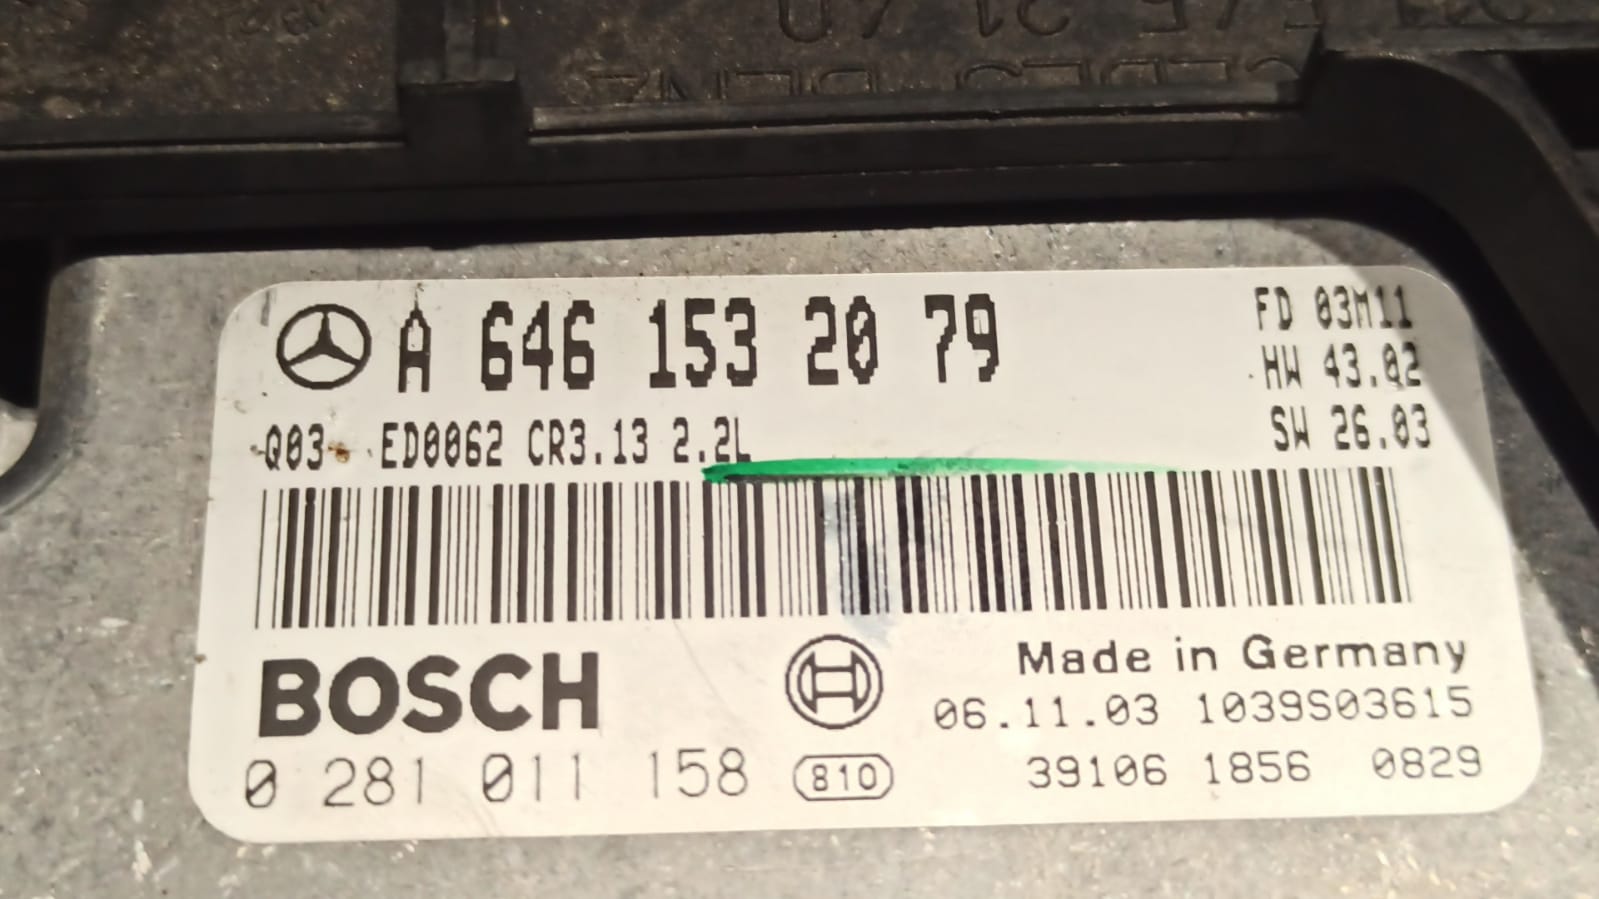 A 646 153 20 79
FD 03M11
HW 43.02
Q03 ED0062 CR3.13 2.2L
SW 26.03
BOSCH
Made in Germany
06.11.03 1039S03615
0 281 011 158
810
39106 1856 0829